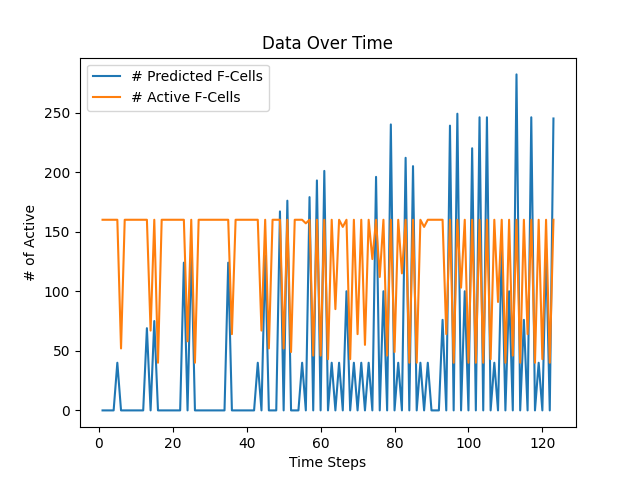 Data Over Time
# Predicted F-Cells
# Active F-Cells
# of Active
250
200
150
100
50
0
0 20 40 60 80 100 120
Time Steps